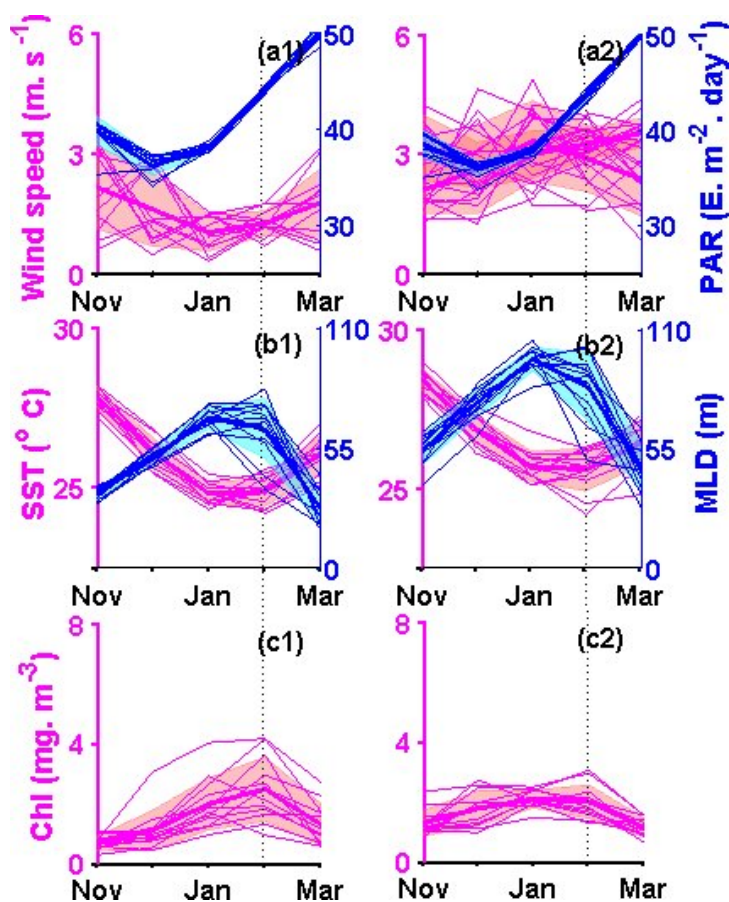 Wind speed (m. s⁻¹)
6
3
0
(a1)
50
40
30
Nov Jan Mar
6
3
0
(a2)
50
40
30
PAR (E. m⁻² . day⁻¹)
Nov Jan Mar
SST (° C)
30
25
(b1)
110
55
0
Nov Jan Mar
30
25
(b2)
110
55
0
MLD (m)
Nov Jan Mar
Chl (mg. m⁻³)
8
4
0
(c1)
Nov Jan Mar
8
4
0
(c2)
Nov Jan Mar